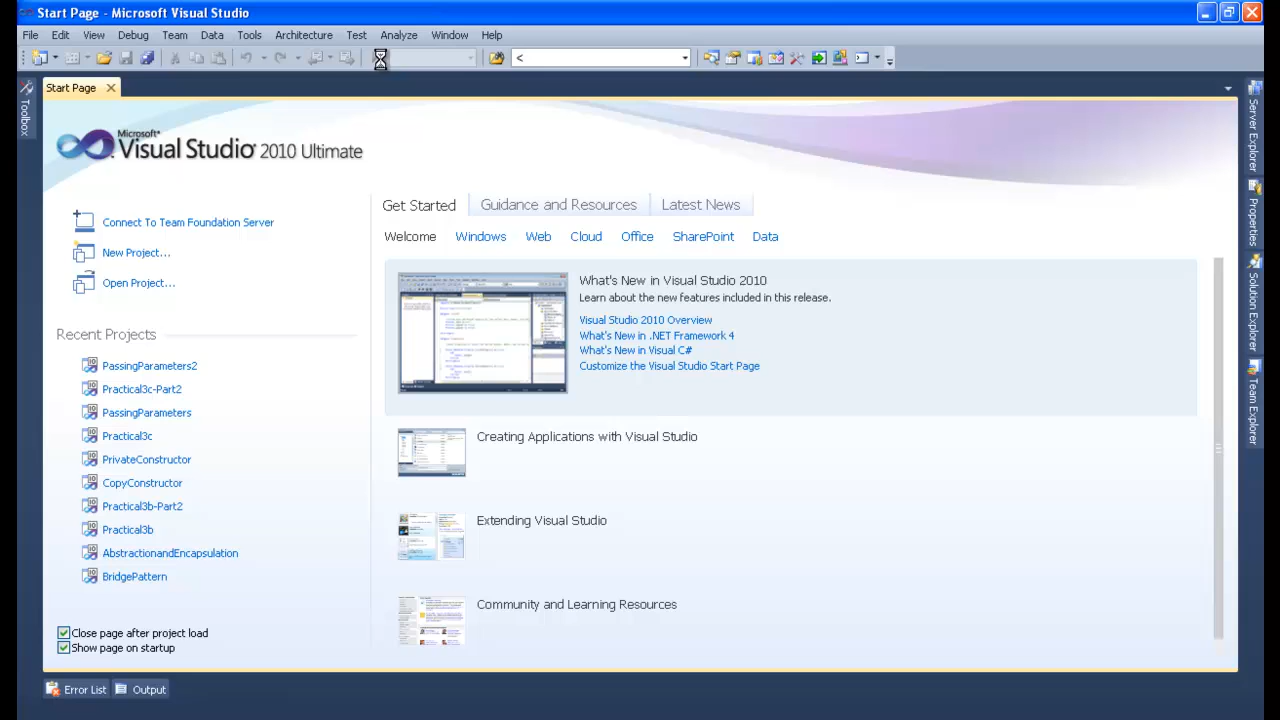 Start Page - Microsoft Visual Studio
File Edit View Debug Team Data Tools Architecture Test Analyze Window Help
<
Start Page
Toolbox
Server Explorer
Properties
Solution Explorer
Team Explorer
Microsoft®
Visual Studio® 2010 Ultimate
Connect To Team Foundation Server
New Project...
Open Project...
Recent Projects
PassingParameters2
Practical3c-Part2
PassingParameters
Practical3c
PrivateConstructor
CopyConstructor
Practical3b-Part2
Practical3b
AbstractionandEncapsulation
BridgePattern
Close page after project load
Show page on startup
Get Started Guidance and Resources Latest News
Welcome Windows Web Cloud Office SharePoint Data
What's New in Visual Studio 2010
Learn about the new features included in this release.
Visual Studio 2010 Overview
What's New in .NET Framework 4
What's New in Visual C#
Customize the Visual Studio Start Page
Creating Applications with Visual Studio
Extending Visual Studio
Community and Learning Resources
Error List Output